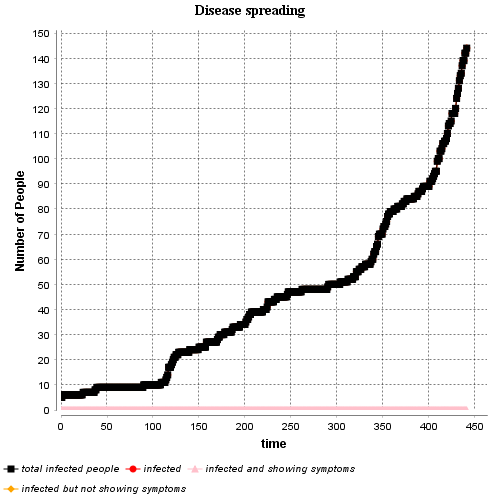 Disease spreading
Number of People
150
140
130
120
110
100
90
80
70
60
50
40
30
20
10
0
0 50 100 150 200 250 300 350 400 450
time
total infected people infected infected and showing symptoms
infected but not showing symptoms